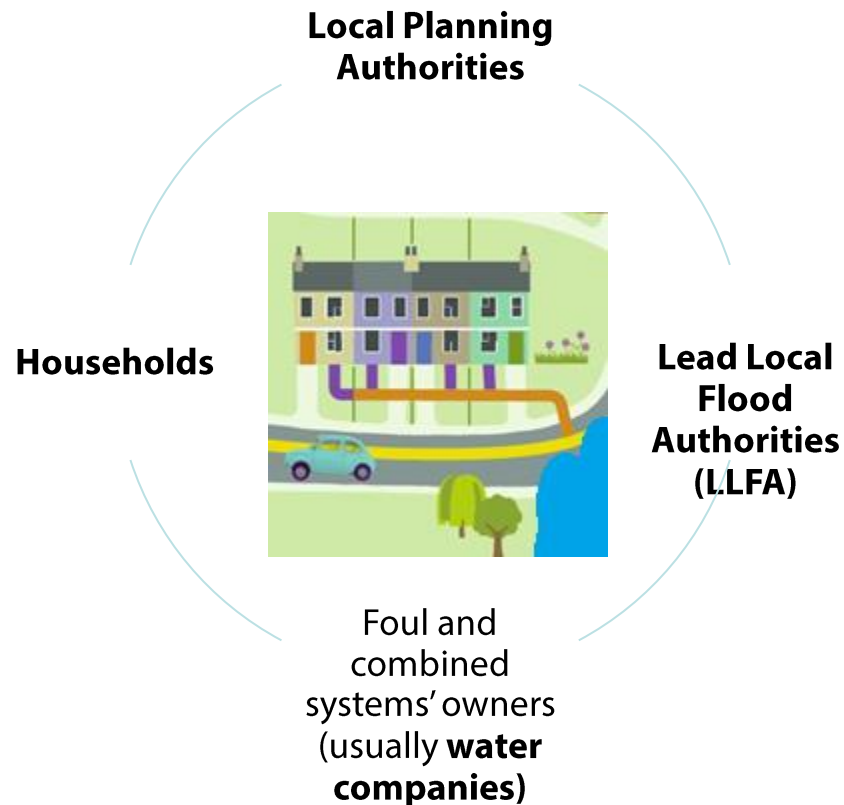 Local Planning
Authorities
Households
Lead Local
Flood
Authorities
(LLFA)
Foul and
combined
systems’ owners
(usually water
companies)